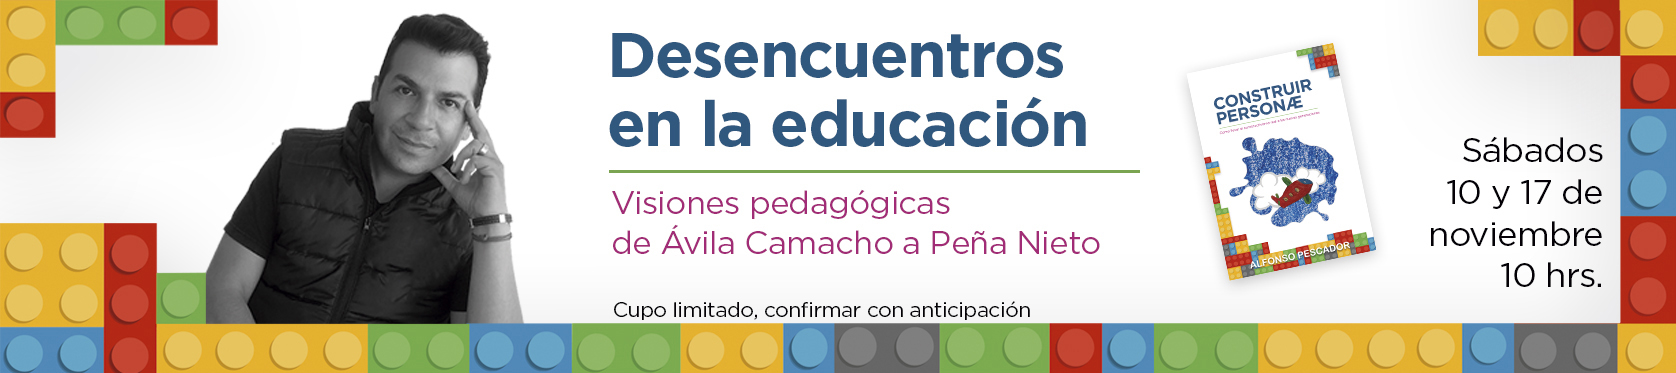 Desencuentros
en la educación
Visiones pedagógicas
de Ávila Camacho a Peña Nieto
Cupo limitado, confirmar con anticipación
CONSTRUIR
PERSONÆ
ALFONSO PESCADOR
Sábados
10 y 17 de
noviembre
10 hrs.